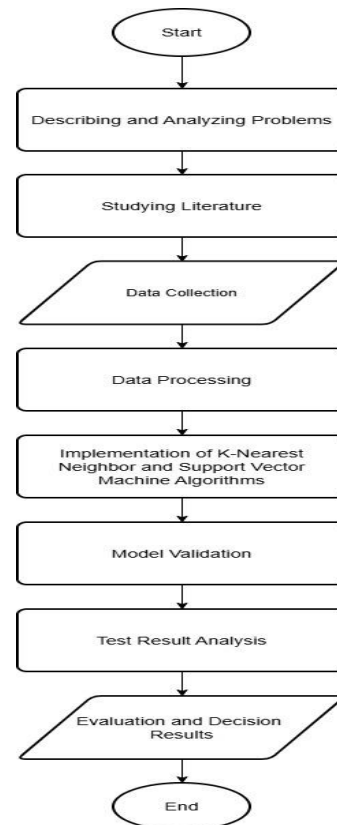 Start
Describing and Analyzing Problems
Studying Literature
Data Collection
Data Processing
Implementation of K-Nearest
Neighbor and Support Vector
Machine Algorithms
Model Validation
Test Result Analysis
Evaluation and Decision
Results
End